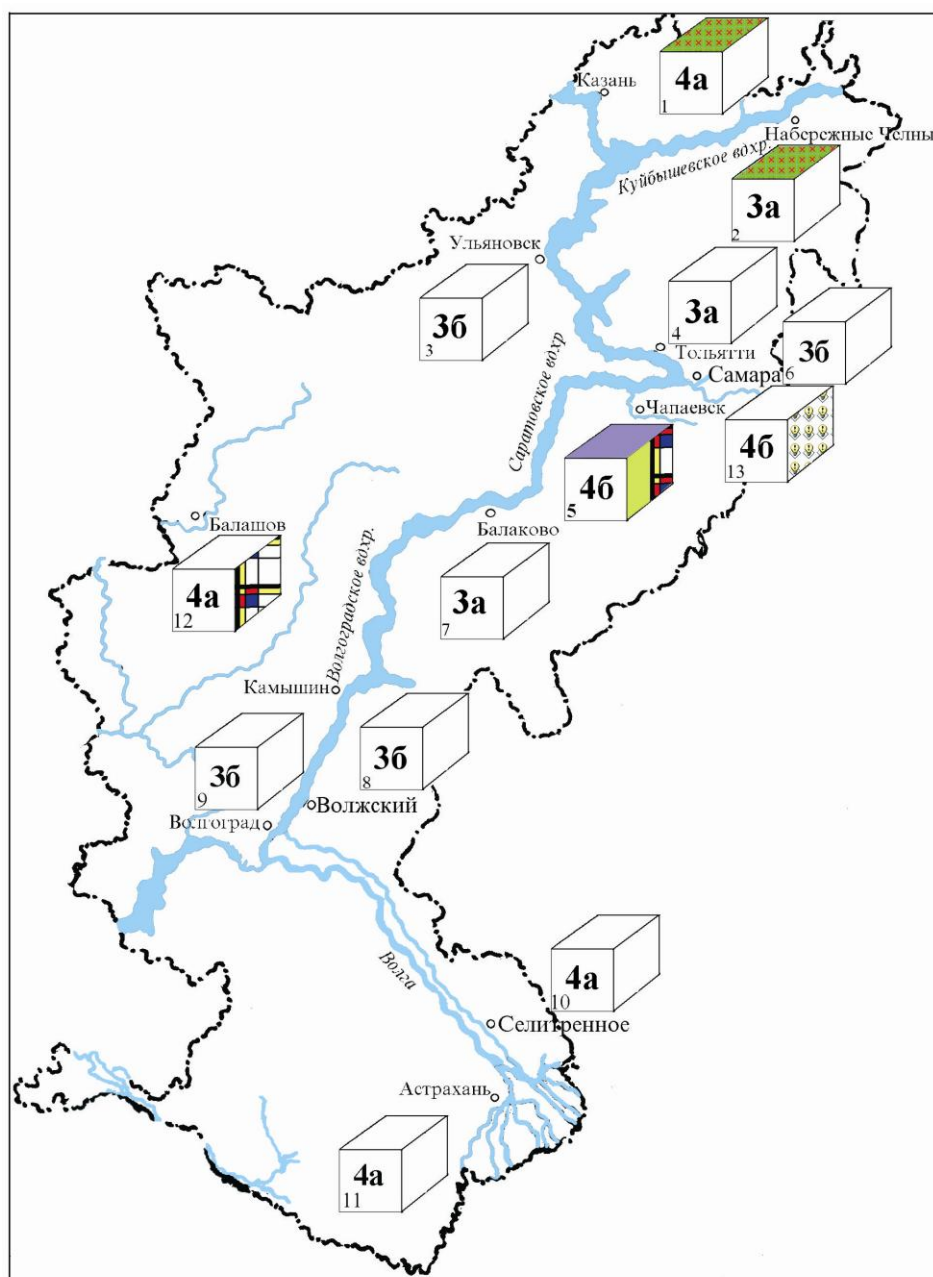 4а
1
Казань
Набережные Челны
Куйбышевское вдхр.
3а
2
Ульяновск
3б
3
3а
4
Тольятти
3б
6
Самара
Чапаевск
Саратовское вдхр
4б
13
4б
5
Балашов
Балаково
4а
12
Волгоградское вдхр.
3а
7
Камышин
3б
9
3б
8
Волжский
Волгоград
Волга
4а
10
Селитренное
Астрахань
4а
11